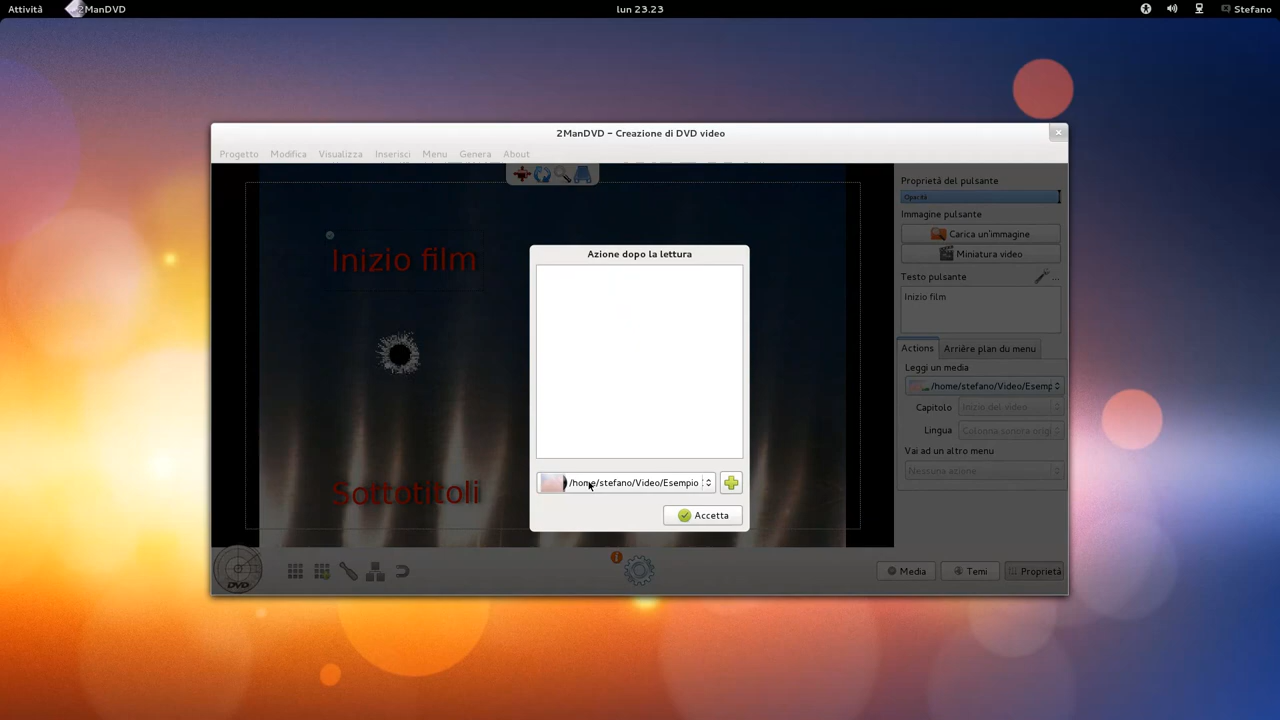 Attività
2ManDVD
lun 23.23
Stefano
2ManDVD – Creazione di DVD video
Progetto Modifica Visualizza Inserisci Menu Genera About
Inizio film
Sottotitoli
Azione dopo la lettura
/home/stefano/Video/Esempio
Accetta
Proprietà del pulsante
Opacità
Immagine pulsante
Carica un'immagine
Miniatura video
Testo pulsante
...
Inizio film
Actions
Arrière plan du menu
Leggi un media
/home/stefano/Video/Esemp
Capitolo
Inizio del video
Lingua
Colonna sonora origi
Vai ad un altro menu
Nessuna azione
DVD
Media
Temi
Proprietà